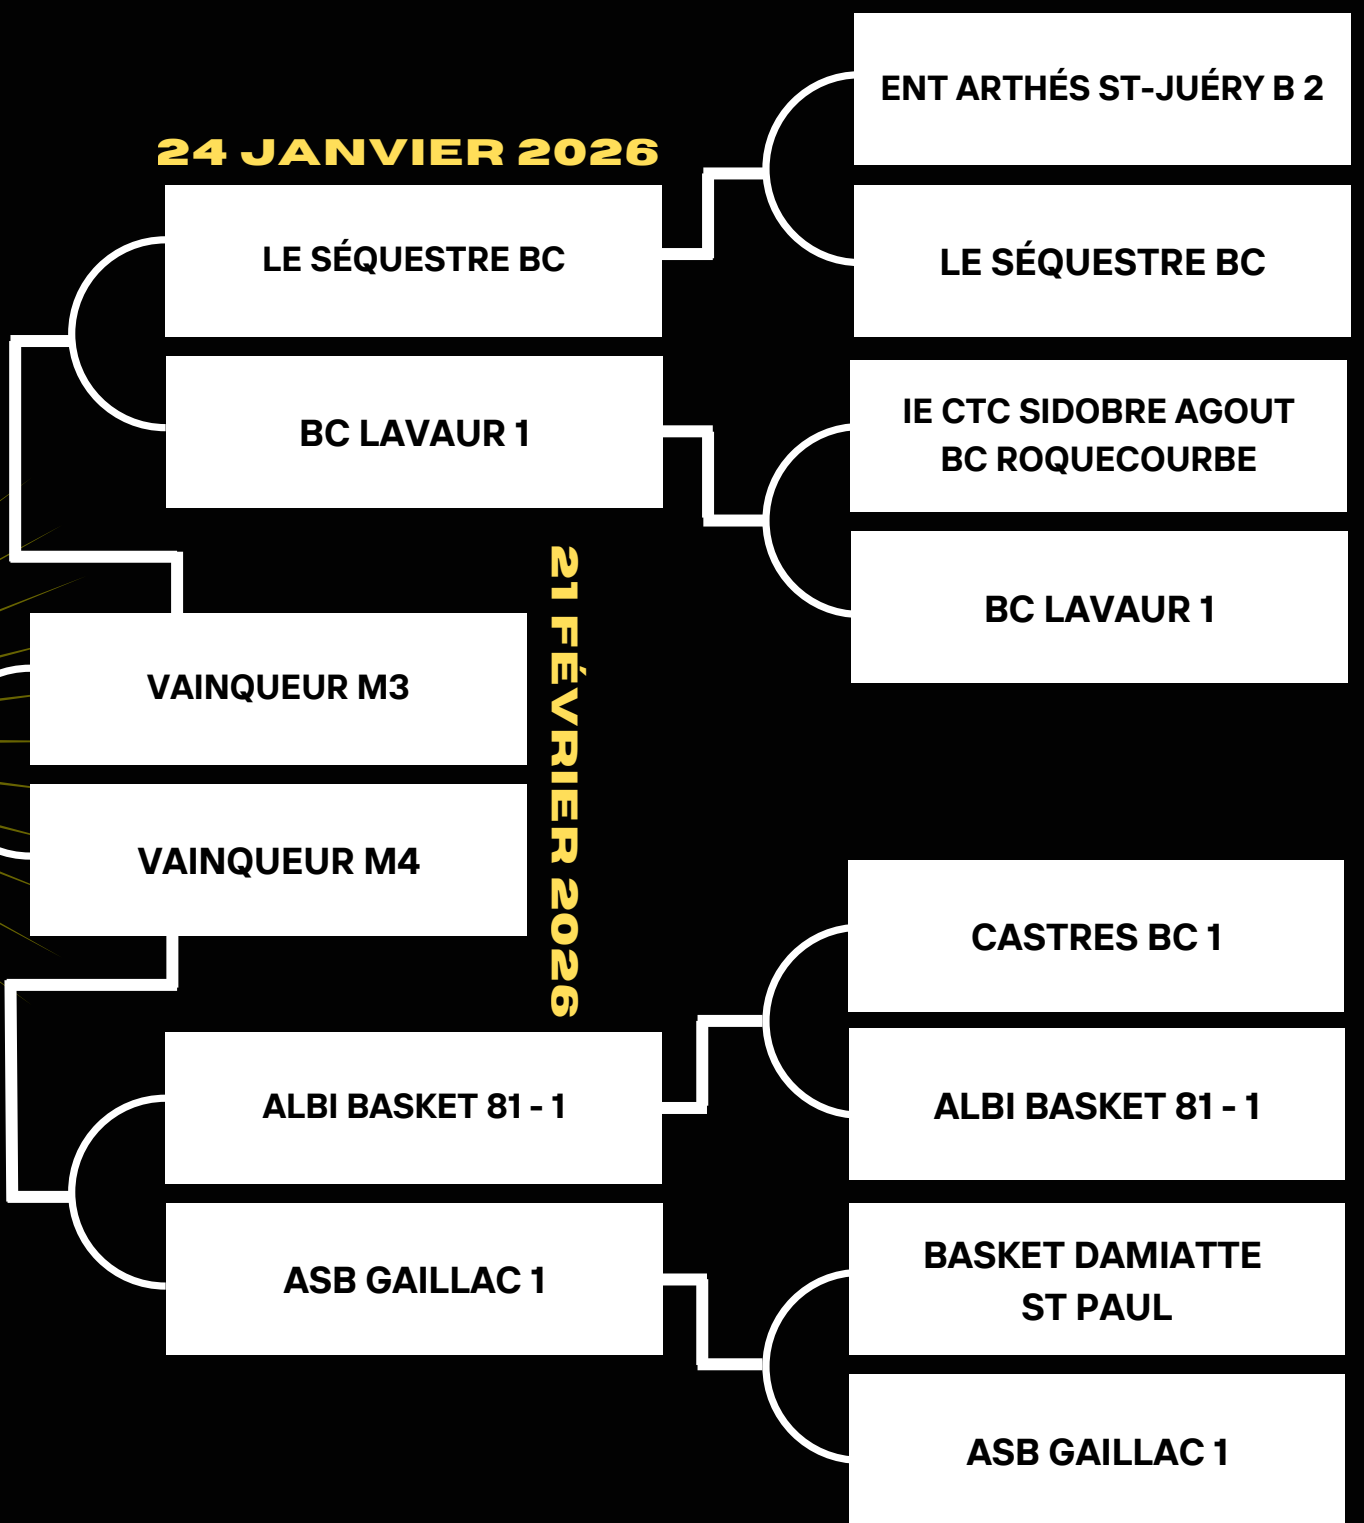 ENT ARTHÉS ST-JUÉRY B 2
24 JANVIER 2026
LE SÉQUESTRE BC
LE SÉQUESTRE BC
IE CTC SIDOBRE AGOUT
BC ROQUECOURBE
BC LAVAUR 1
BC LAVAUR 1
21 FÉVRIER 2026
VAINQUEUR M3
VAINQUEUR M4
CASTRES BC 1
ALBI BASKET 81 - 1
ALBI BASKET 81 - 1
BASKET DAMIATTE
ST PAUL
ASB GAILLAC 1
ASB GAILLAC 1